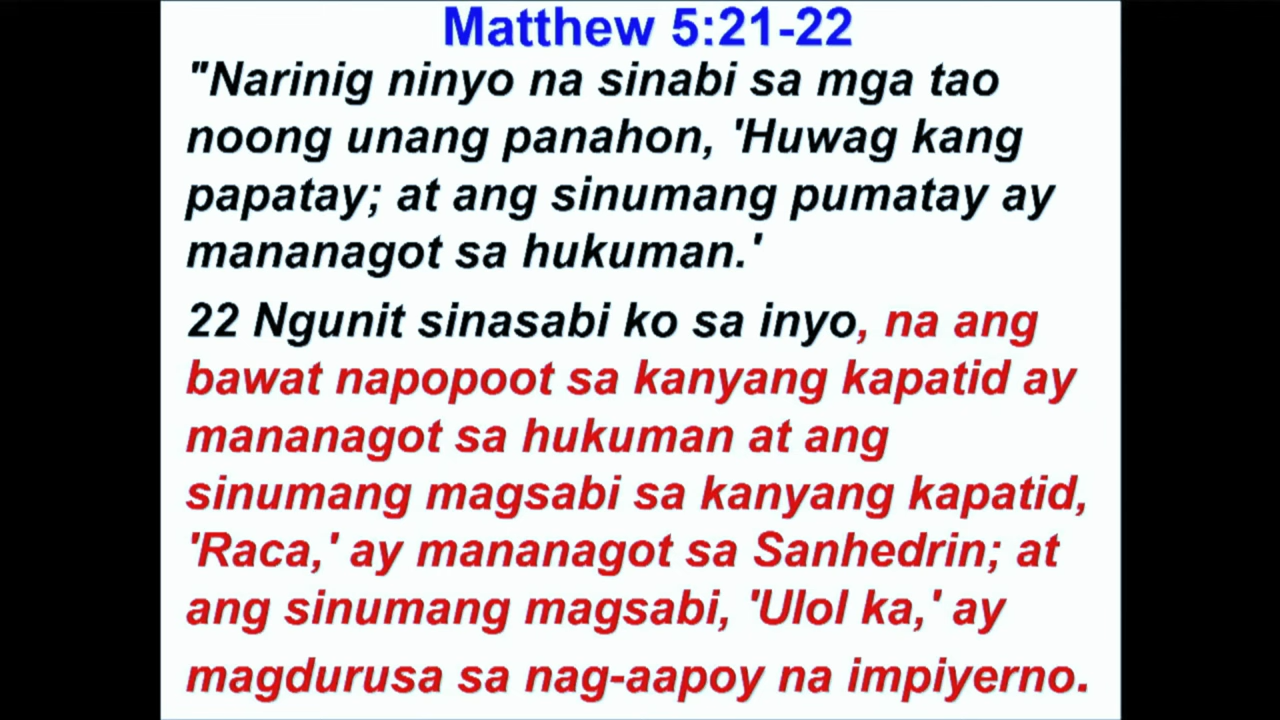 Matthew 5:21-22
"Narinig ninyo na sinabi sa mga tao
noong unang panahon, 'Huwag kang
papatay; at ang sinumang pumatay ay
mananagot sa hukuman.'
22 Ngunit sinasabi ko sa inyo, na ang
bawat napopoot sa kanyang kapatid ay
mananagot sa hukuman at ang
sinumang magsabi sa kanyang kapatid,
'Raca,' ay mananagot sa Sanhedrin; at
ang sinumang magsabi, 'Ulol ka,' ay
magdurusa sa nag-aapoy na impiyerno.